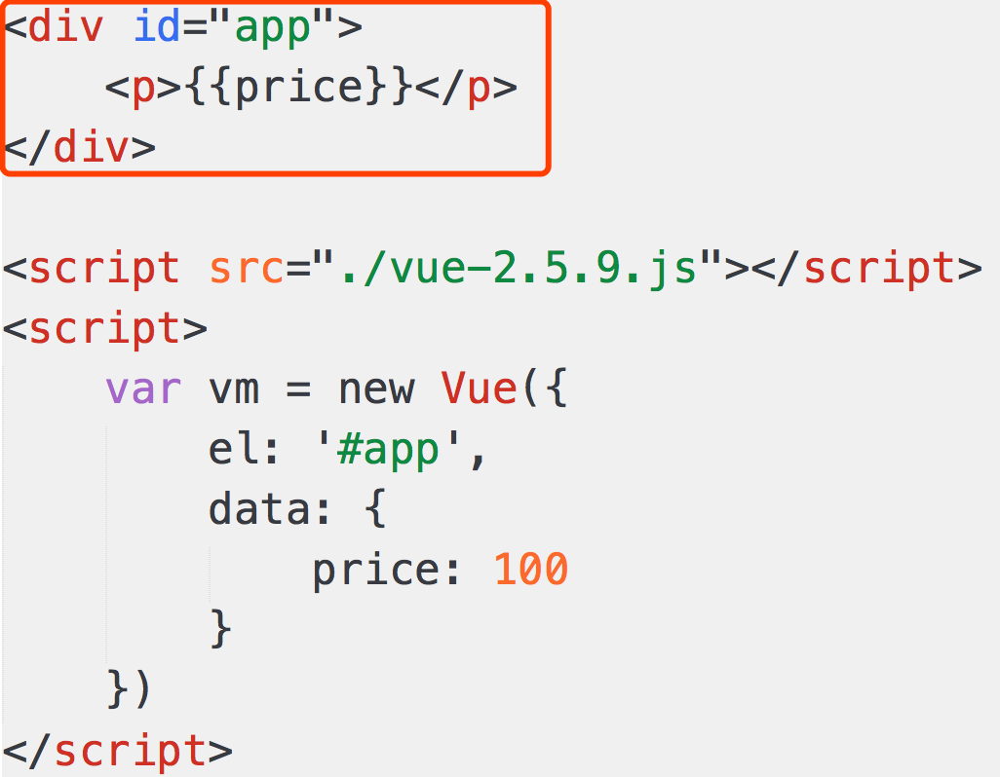 <div id="app">
    <p>{{price}}</p>
</div>
<script src="./vue-2.5.9.js"></script>
<script>
    var vm = new Vue({
        el: '#app',
        data: {
            price: 100
        }
    })
</script>